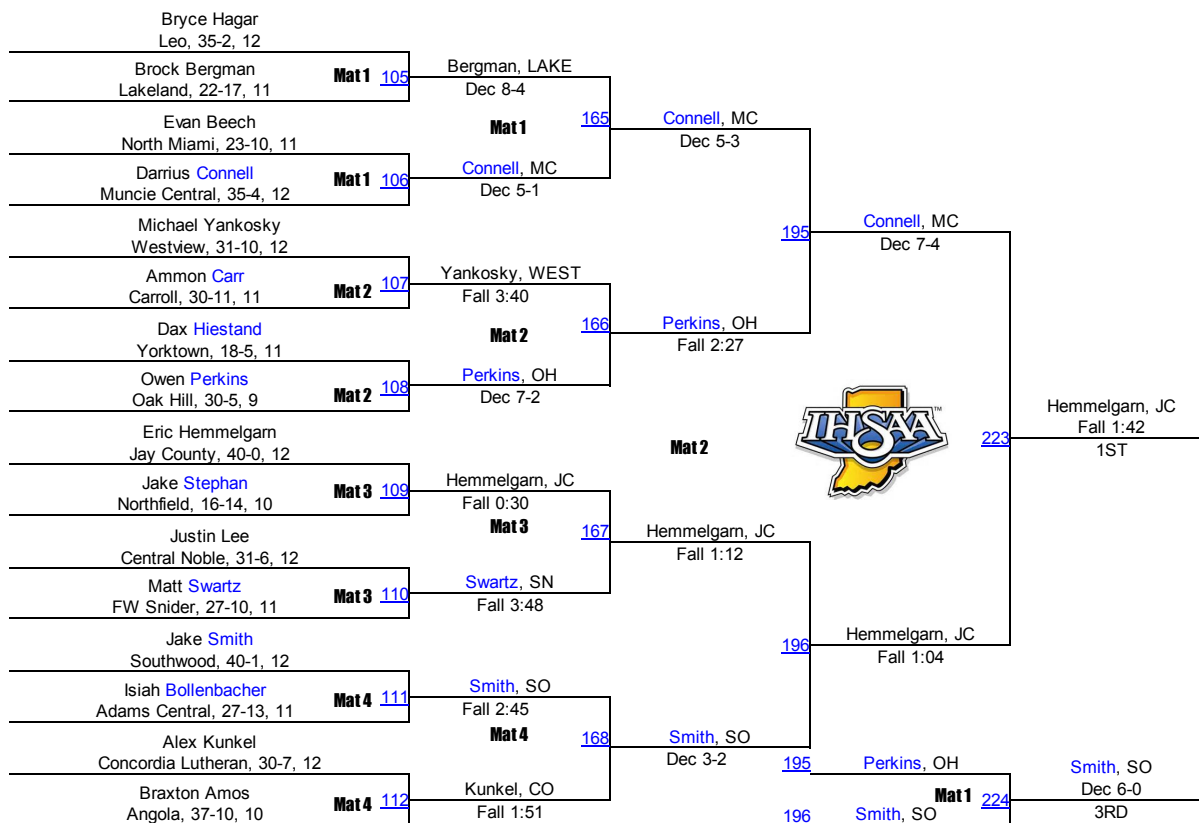 Bryce Hagar
Leo, 35-2, 12
Brock Bergman
Lakeland, 22-17, 11
Mat 1
105
Bergman, LAKE
Dec 8-4
Evan Beech
North Miami, 23-10, 11
Mat 1
165
Connell, MC
Dec 5-3
Darrius Connell
Muncie Central, 35-4, 12
Mat 1
106
Connell, MC
Dec 5-1
Michael Yankosky
Westview, 31-10, 12
195
Connell, MC
Dec 7-4
Ammon Carr
Carroll, 30-11, 11
Mat 2
107
Yankosky, WEST
Fall 3:40
Dax Hiestand
Yorktown, 18-5, 11
Mat 2
166
Perkins, OH
Fall 2:27
Owen Perkins
Oak Hill, 30-5, 9
Mat 2
108
Perkins, OH
Dec 7-2
Eric Hemmelgarn
Jay County, 40-0, 12
Mat 2
IHSAA
TM
223
Hemmelgarn, JC
Fall 1:42
1ST
Jake Stephan
Northfield, 16-14, 10
Mat 3
109
Hemmelgarn, JC
Fall 0:30
Mat 3
Justin Lee
Central Noble, 31-6, 12
167
Hemmelgarn, JC
Fall 1:12
Matt Swartz
FW Snider, 27-10, 11
Mat 3
110
Swartz, SN
Fall 3:48
Jake Smith
Southwood, 40-1, 12
196
Hemmelgarn, JC
Fall 1:04
Isiah Bollenbacher
Adams Central, 27-13, 11
Mat 4
111
Smith, SO
Fall 2:45
Mat 4
Alex Kunkel
Concordia Lutheran, 30-7, 12
168
Smith, SO
Dec 3-2
Braxton Amos
Angola, 37-10, 10
Mat 4
112
Kunkel, CO
Fall 1:51
195
Perkins, OH
Mat 1
224
196
Smith, SO
Smith, SO
Dec 6-0
3RD